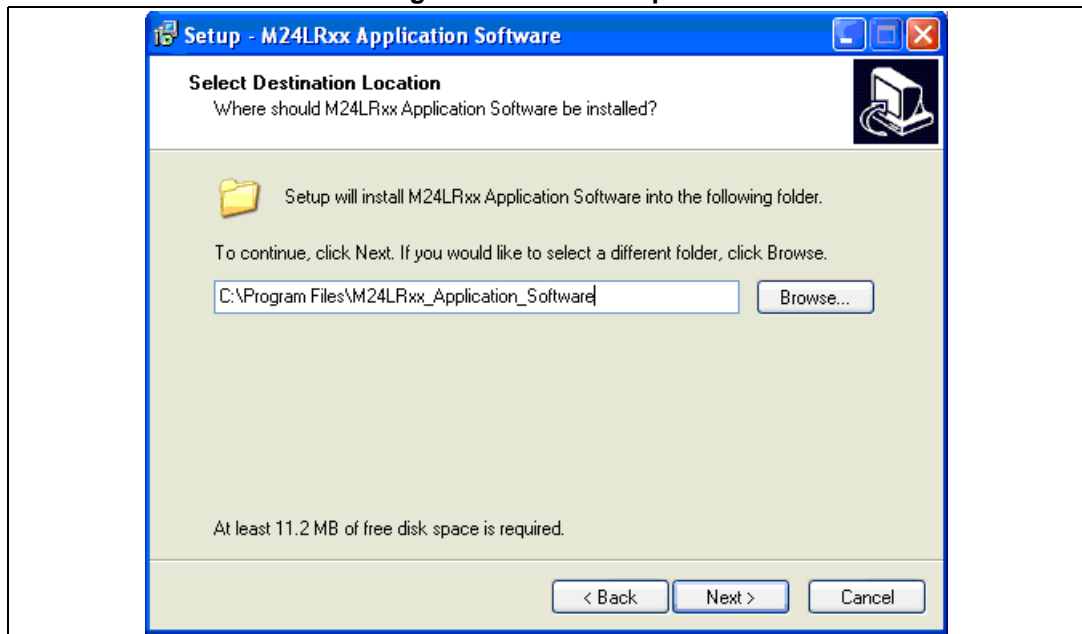 Setup - M24LRxx Application Software
Select Destination Location
Where should M24LRxx Application Software be installed?
Setup will install M24LRxx Application Software into the following folder.
To continue, click Next. If you would like to select a different folder, click Browse.
C:\Program Files\M24LRxx_Application_Software
Browse...
At least 11.2 MB of free disk space is required.
< Back
Next >
Cancel